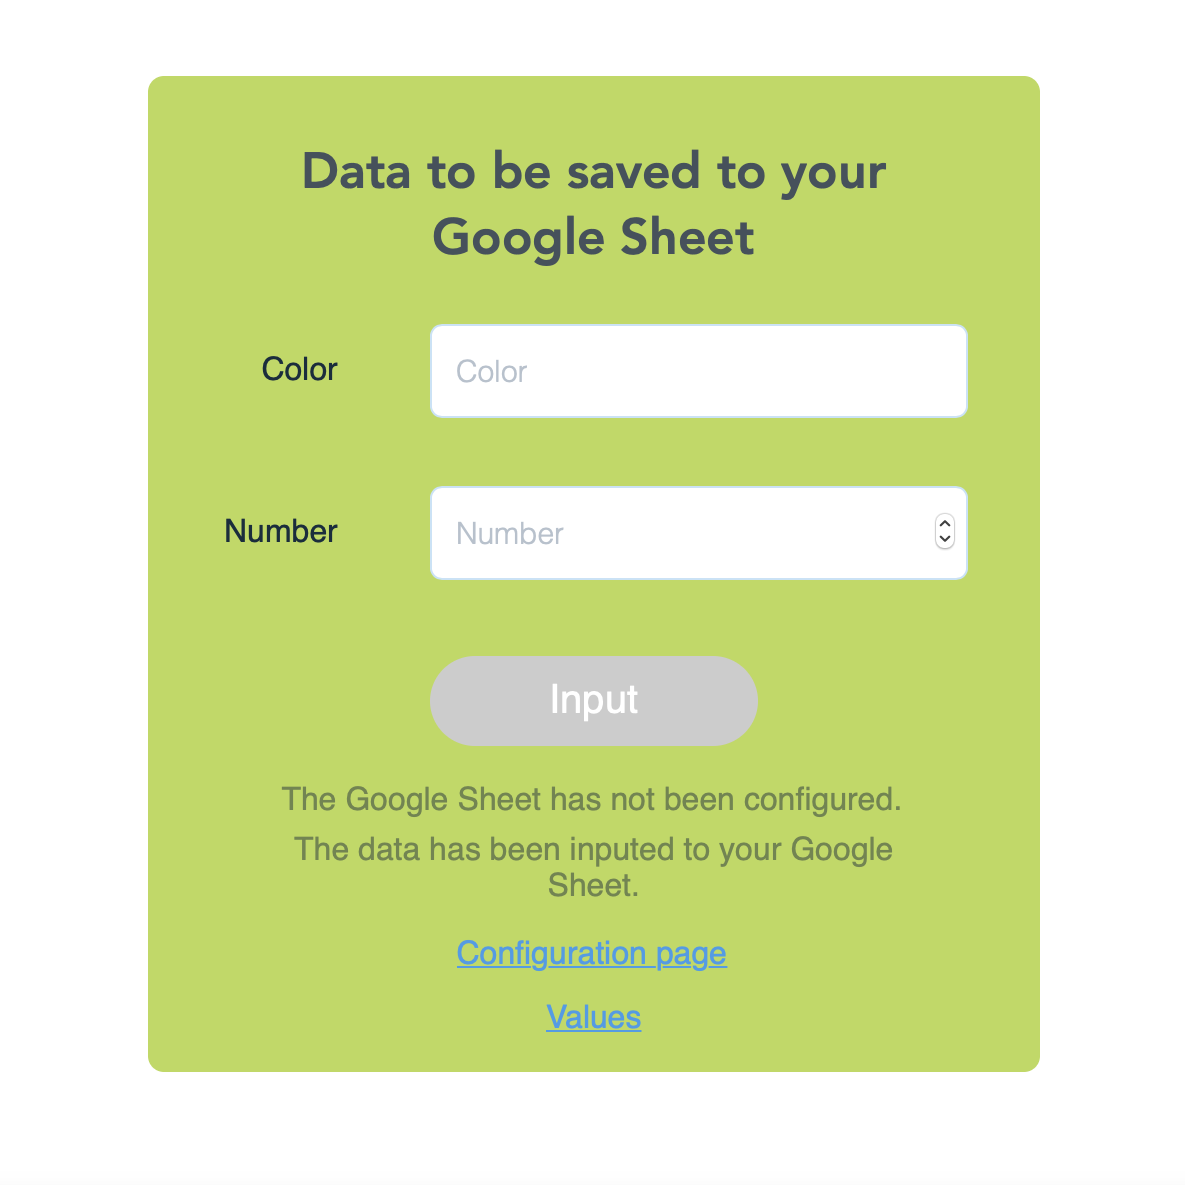 Data to be saved to your
Google Sheet
Color
Color
Number
Number
Input
The Google Sheet has not been configured.
The data has been inputed to your Google
Sheet.
Configuration page
Values